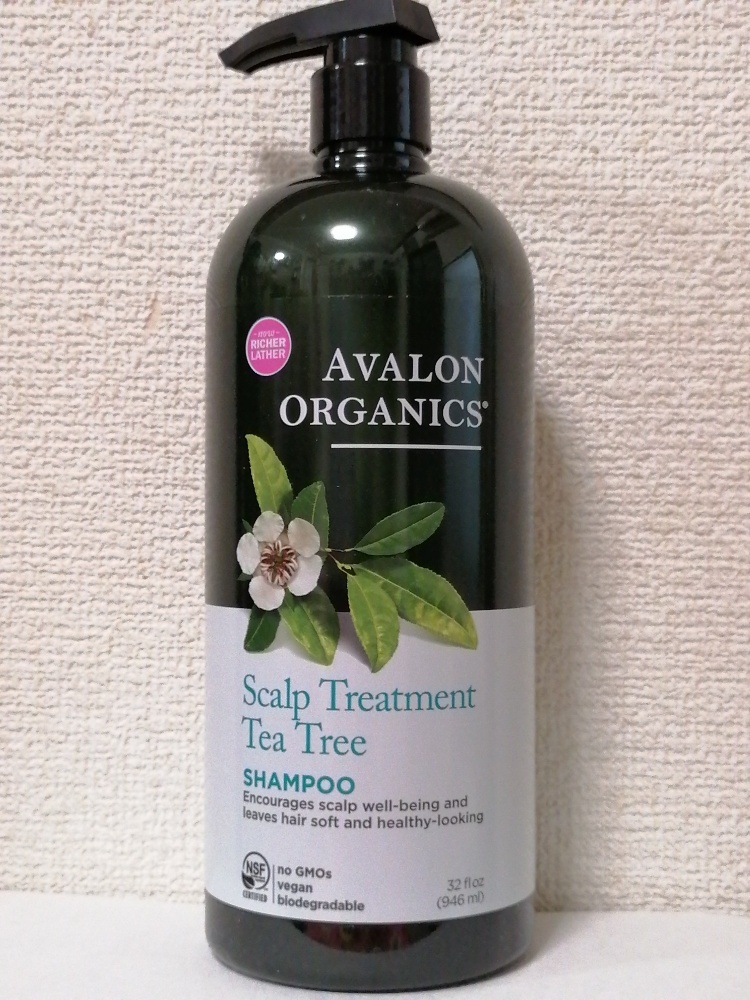 - now -
RICHER
LATHER
AVALON
ORGANICS®
Scalp Treatment
Tea Tree
SHAMPOO
Encourages scalp well-being and
leaves hair soft and healthy-looking
NSF
CERTIFIED
no GMOs
vegan
biodegradable
32 fl oz
(946 ml)